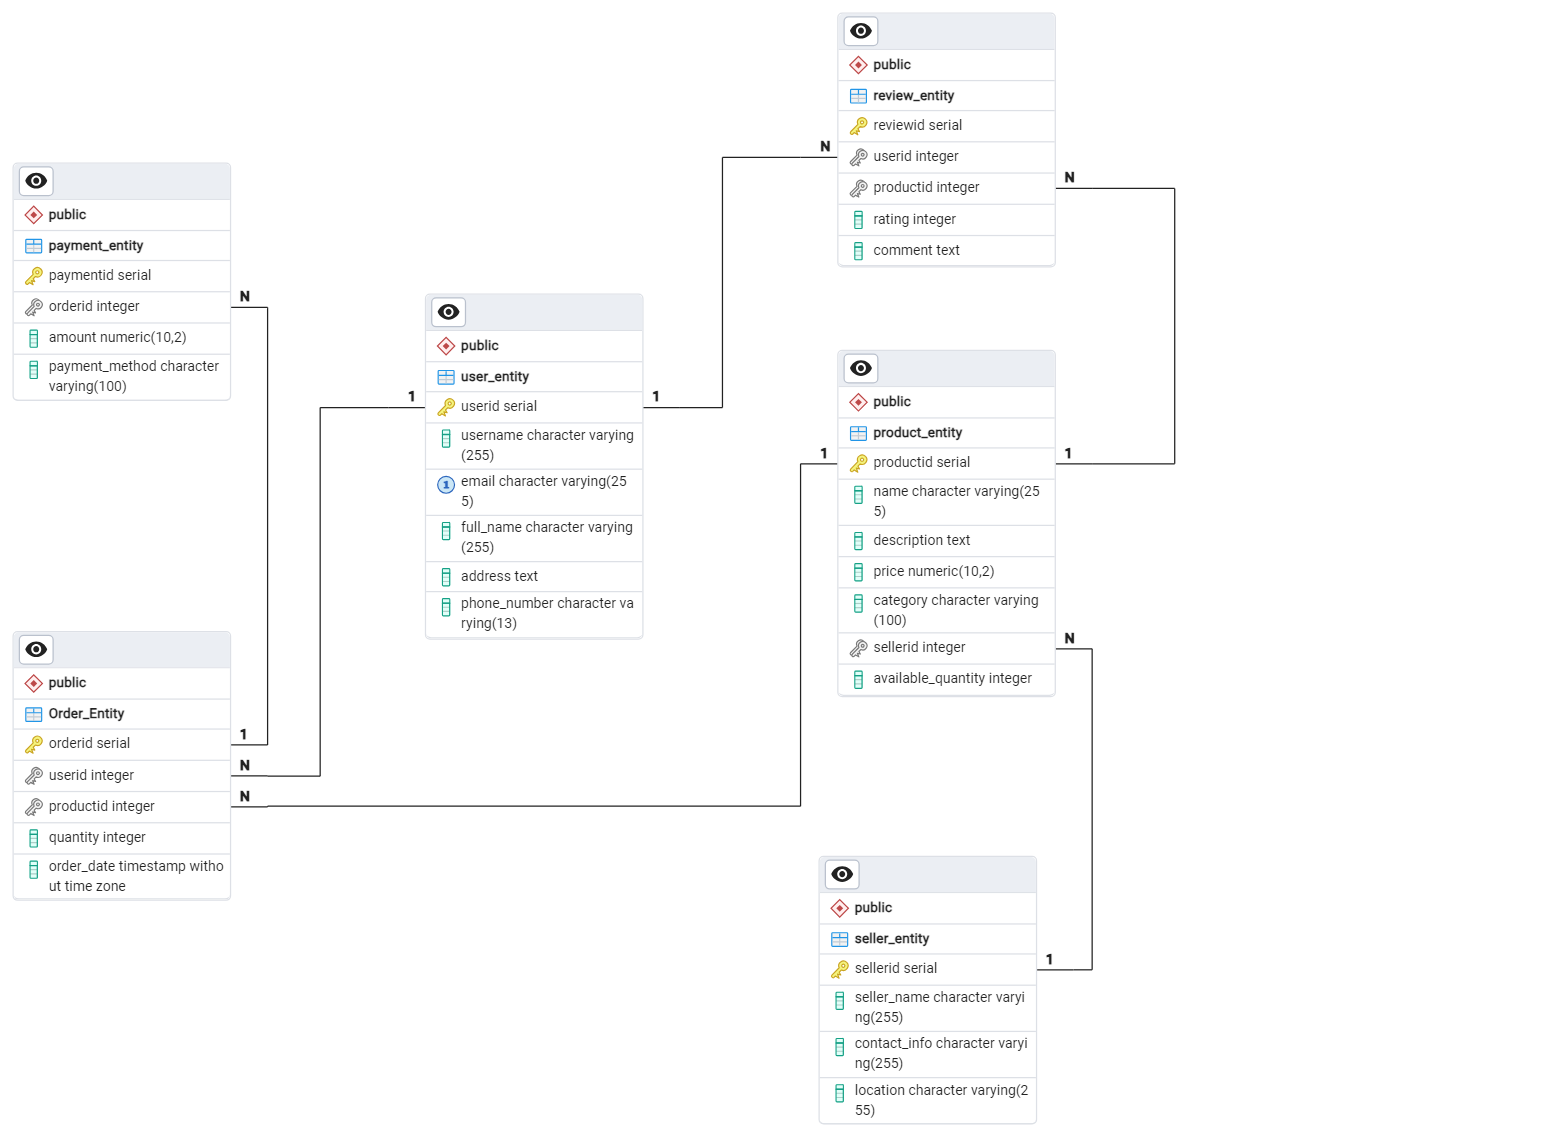 public
payment_entity
paymentid serial
orderid integer
amount numeric(10,2)
payment_method character
varying(100)
N
1
public
Order_Entity
orderid serial
userid integer
productid integer
quantity integer
order_date timestamp witho
ut time zone
N
N
1
public
user_entity
userid serial
username character varying
(255)
1
email character varying(25
5)
full_name character varying
(255)
address text
phone_number character va
rying(13)
1
N
public
review_entity
reviewid serial
userid integer
productid integer
rating integer
comment text
N
1
public
product_entity
productid serial
name character varying(25
5)
description text
price numeric(10,2)
category character varying
(100)
sellerid integer
available_quantity integer
1
N
public
seller_entity
sellerid serial
seller_name character varyi
ng(255)
contact_info character varyi
ng(255)
location character varying(2
55)
1